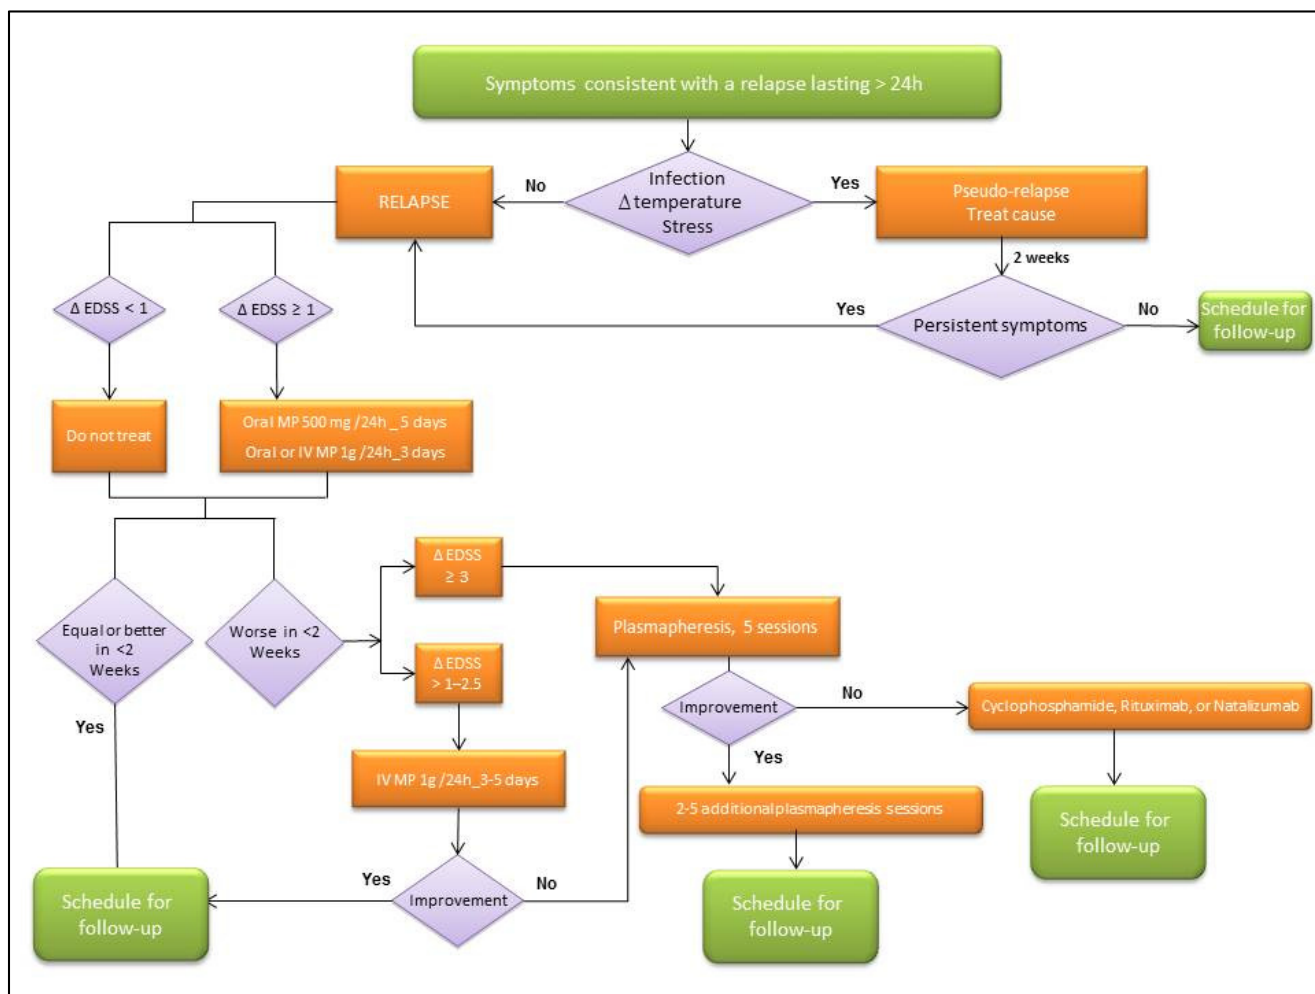 Symptoms consistent with a relapse lasting > 24h
Infection
Δ temperature
Stress
No
Yes
RELAPSE
Pseudo-relapse
Treat cause
2 weeks
Persistent symptoms
Yes
No
Schedule for
follow-up
Δ EDSS < 1
Δ EDSS ≥ 1
Do not treat
Oral MP 500 mg /24h _ 5 days
Oral or IV MP 1g /24h_3 days
Equal or better
in <2
Weeks
Worse in <2
Weeks
Δ EDSS
≥ 3
Δ EDSS
> 1–2.5
Plasmapheresis, 5 sessions
Improvement
No
Yes
Cyclophosphamide, Rituximab, or Natalizumab
Yes
IV MP 1g /24h_3-5 days
2-5 additional plasmapheresis sessions
Schedule for
follow-up
Improvement
Yes
No
Schedule for
follow-up
Schedule for
follow-up